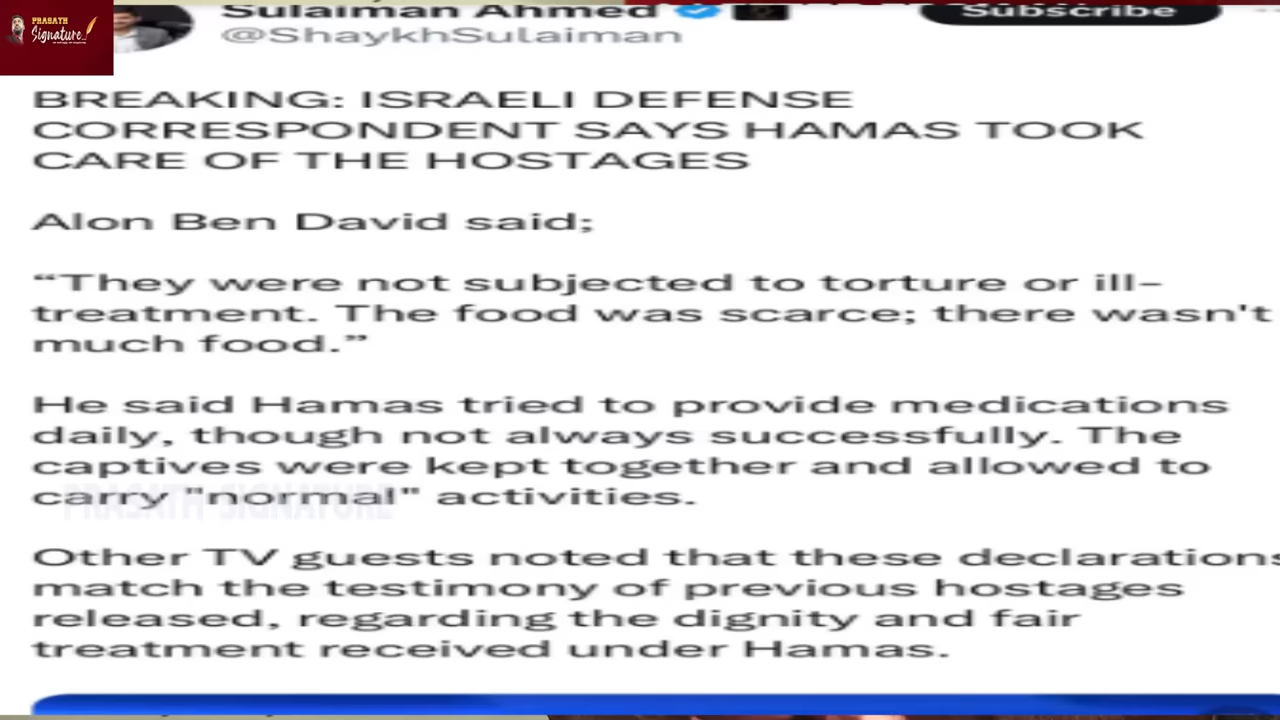 PRASATH
Signature
Sulaiman Ahmed
Subscribe
@ShaykhSulaiman
BREAKING: ISRAELI DEFENSE
CORRESPONDENT SAYS HAMAS TOOK
CARE OF THE HOSTAGES
Alon Ben David said;
“They were not subjected to torture or ill-
treatment. The food was scarce; there wasn't
much food.”
He said Hamas tried to provide medications
daily, though not always successfully. The
captives were kept together and allowed to
carry "normal" activities.
PRASATH SIGNATURE
Other TV guests noted that these declarations
match the testimony of previous hostages
released, regarding the dignity and fair
treatment received under Hamas.